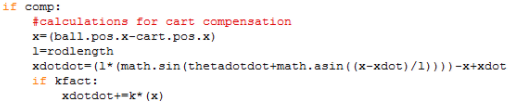 if comp:
    #calculations for cart compensation
    x=(ball.pos.x-cart.pos.x)
    l=rodlength
    xdotdot=(l*(math.sin(thetadotdot+math.asin((x-xdot)/l))))-x+xdot
    if kfact:
        xdotdot+=k*(x)